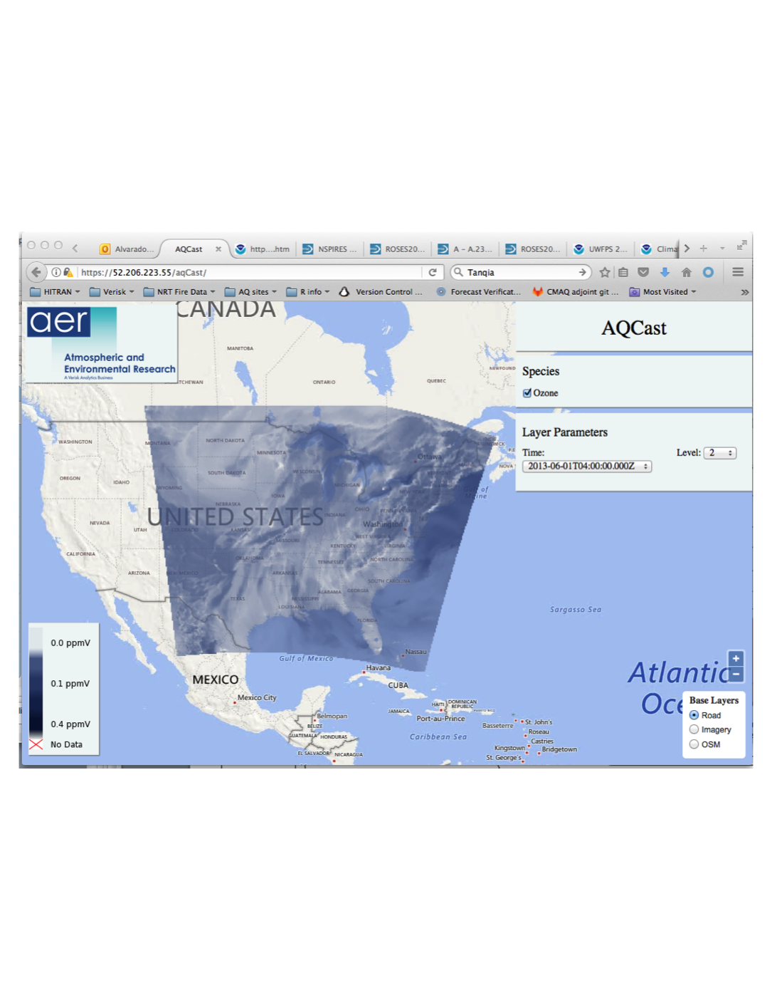 Alvarado...
AQCast
http....htm
NSPIRES ...
ROSES20...
A – A.23...
ROSES20...
UWFPS 2...
Clima
https://52.206.223.55/aqCast/
Tanqia
HITRAN
Verisk
NRT Fire Data
AQ sites
R info
Version Control ...
Forecast Verificat...
CMAQ adjoint git ...
Most Visited
aer
Atmospheric and
Environmental Research
A Verisk Analytics Business
AQCast
Species
Ozone
Layer Parameters
Time:
Level: 2
2013-06-01T04:00:00.000Z
CANADA
MANITOBA
ONTARIO
QUEBEC
WASHINGTON
MONTANA
NORTH DAKOTA
MINNESOTA
Ottawa
OREGON
IDAHO
SOUTH DAKOTA
WISCONSIN
MICHIGAN
WYOMING
IOWA
Gulf of
Maine
NEBRASKA
UNITED STATES
INDIANA
OHIO
NEVADA
UTAH
COLORADO
KANSAS
Washington
MISSOURI
WEST VIRGINIA
KENTUCKY
VIRGINIA
CALIFORNIA
OKLAHOMA
TENNESSEE
NORTH CAROLINA
ARIZONA
NEW MEXICO
ARKANSAS
SOUTH CAROLINA
TEXAS
MISSISSIPPI
ALABAMA
GEORGIA
LOUISIANA
FLORIDA
Sargasso Sea
Gulf of Mexico
Nassau
Havana
MEXICO
CUBA
Mexico City
Atlantic
Oce
HAITI
DOMINICAN
REPUBLIC
PUERTO RICO
JAMAICA
Port-au-Prince
Belmopan
BELIZE
GUATEMALA
HONDURAS
EL SALVADOR
NICARAGUA
Caribbean Sea
Basseterre
St. John's
Roseau
Castries
Kingstown
Bridgetown
St. George's
0.0 ppmV
0.1 ppmV
0.4 ppmV
No Data
+
−
Base Layers
Road
Imagery
OSM